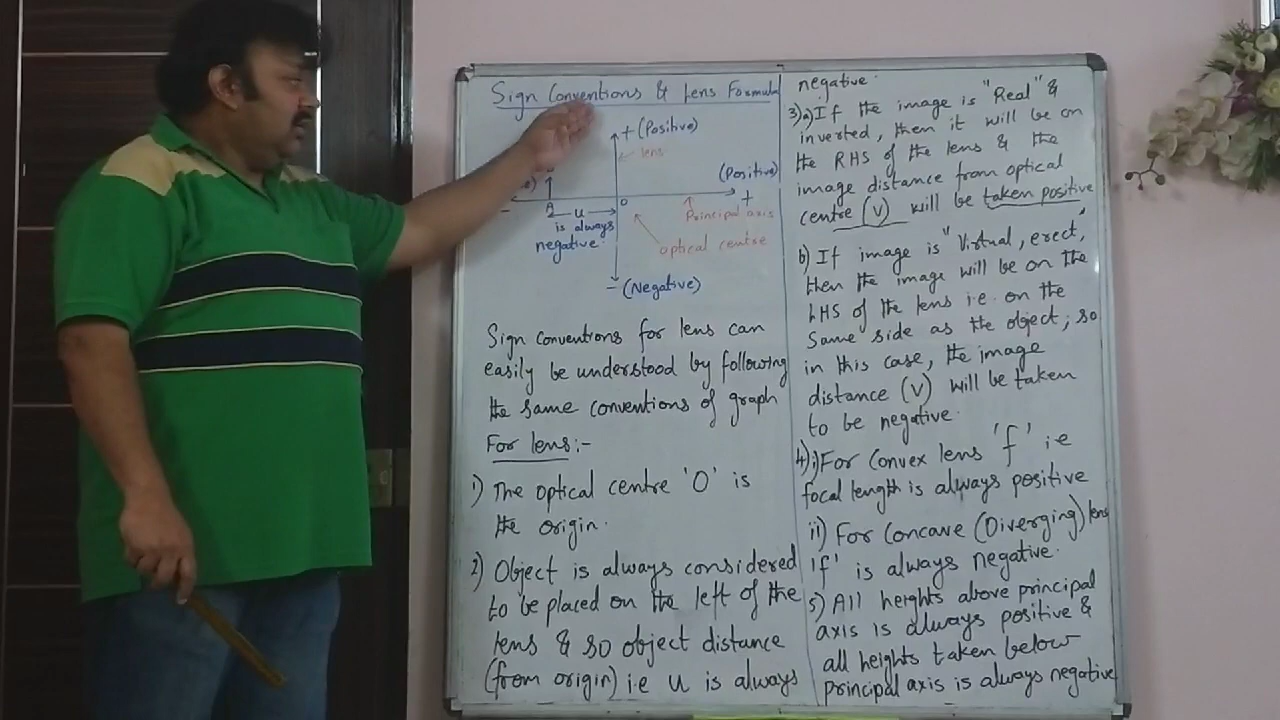 Sign Conventions & Lens Formula
+ (Positive)
lens
(Positive)
- O +
u
is always
negative.
Principal axis
optical centre
- (Negative)
Sign conventions for lens can
easily be understood by following
the same conventions of graph
For lens:-
1) The optical centre 'O' is
the origin.
2) Object is always considered
to be placed on the left of the
lens & so object distance
(from origin) i.e u is always
negative.
3) a) If the image is "Real" &
inverted, then it will be on
the RHS of the lens & the
image distance from optical
centre (v) will be taken positive
b) If image is "Virtual, erect,"
then the image will be on the
LHS of the lens i.e. on the
same side as the object; so
in this case, the image
distance (v) will be taken
to be negative.
4) i) For Convex lens 'f' i.e
focal length is always positive
ii) For Concave (Diverging) lens
'f' is always negative.
5) All heights above principal
axis is always positive &
all heights taken below
principal axis is always negative